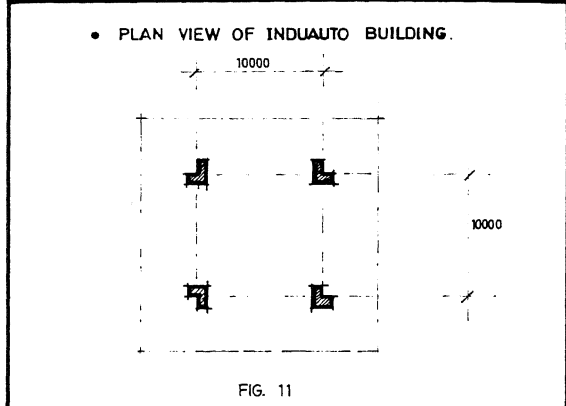 • PLAN VIEW OF INDUAUTO BUILDING.
10000
10000
FIG. 11